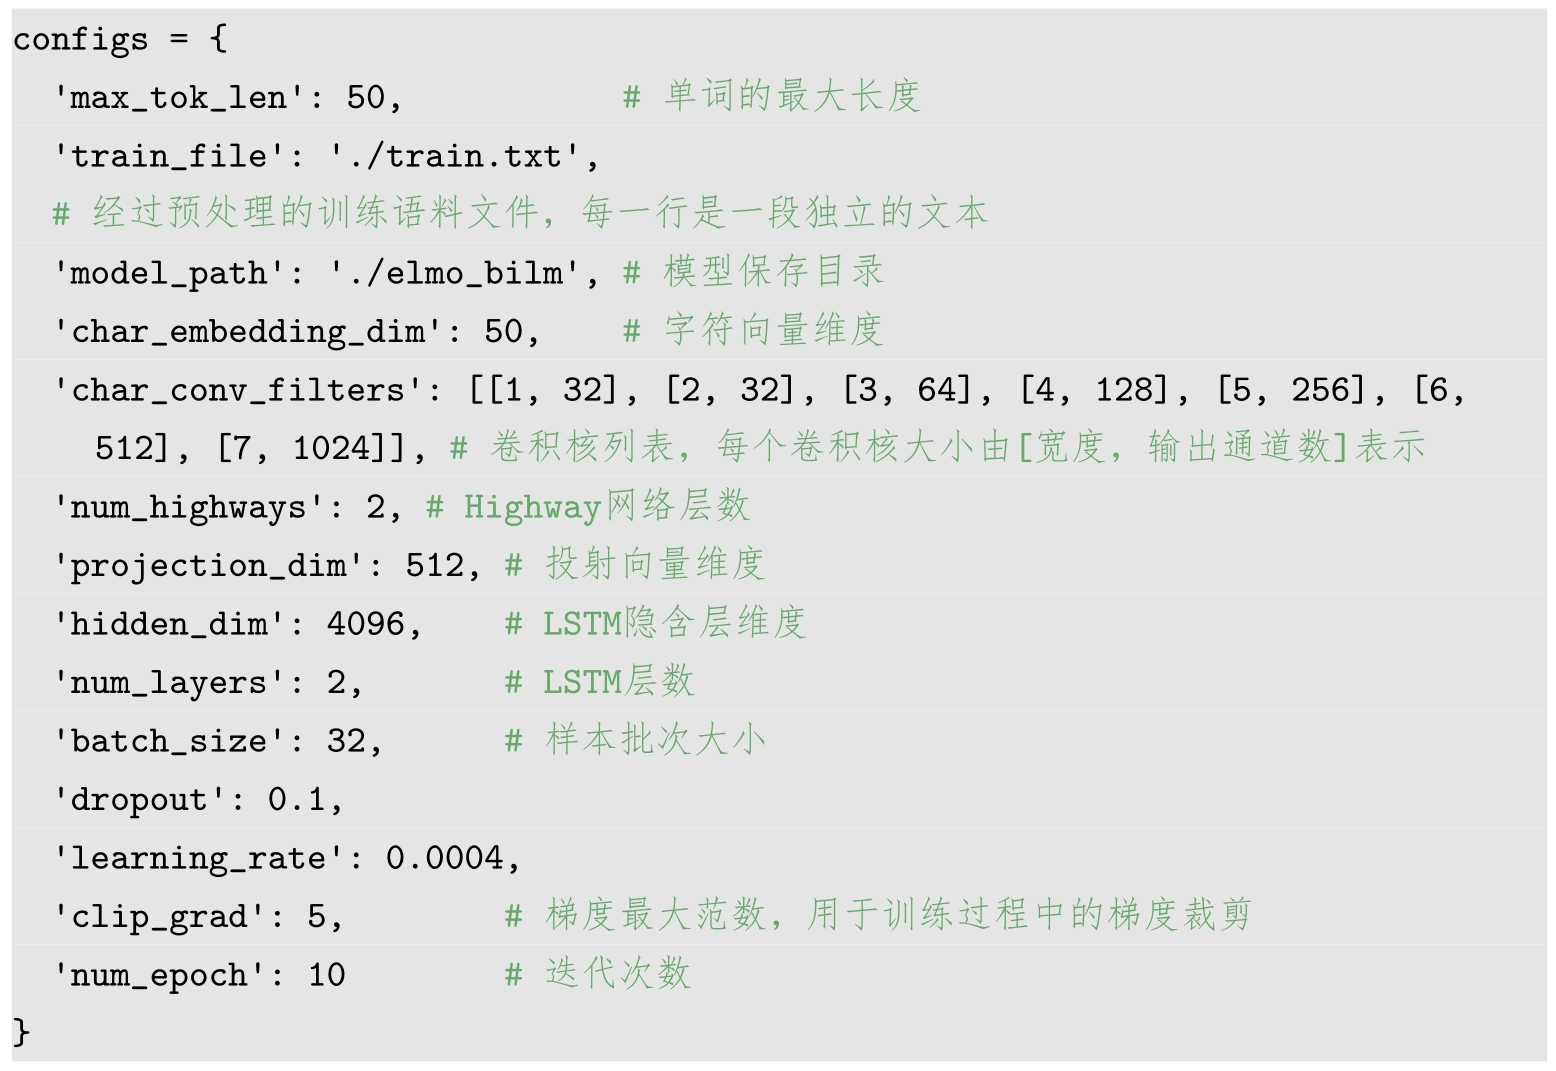 configs = {
  'max_tok_len': 50,           # 单词的最大长度
  'train_file': './train.txt',
  # 经过预处理的训练语料文件，每一行是一段独立的文本
  'model_path': './elmo_bilm', # 模型保存目录
  'char_embedding_dim': 50,    # 字符向量维度
  'char_conv_filters': [[1, 32], [2, 32], [3, 64], [4, 128], [5, 256], [6,
    512], [7, 1024]], # 卷积核列表，每个卷积核大小由[宽度，输出通道数]表示
  'num_highways': 2, # Highway网络层数
  'projection_dim': 512, # 投射向量维度
  'hidden_dim': 4096,    # LSTM隐含层维度
  'num_layers': 2,       # LSTM层数
  'batch_size': 32,      # 样本批次大小
  'dropout': 0.1,
  'learning_rate': 0.0004,
  'clip_grad': 5,        # 梯度最大范数，用于训练过程中的梯度裁剪
  'num_epoch': 10        # 迭代次数
}